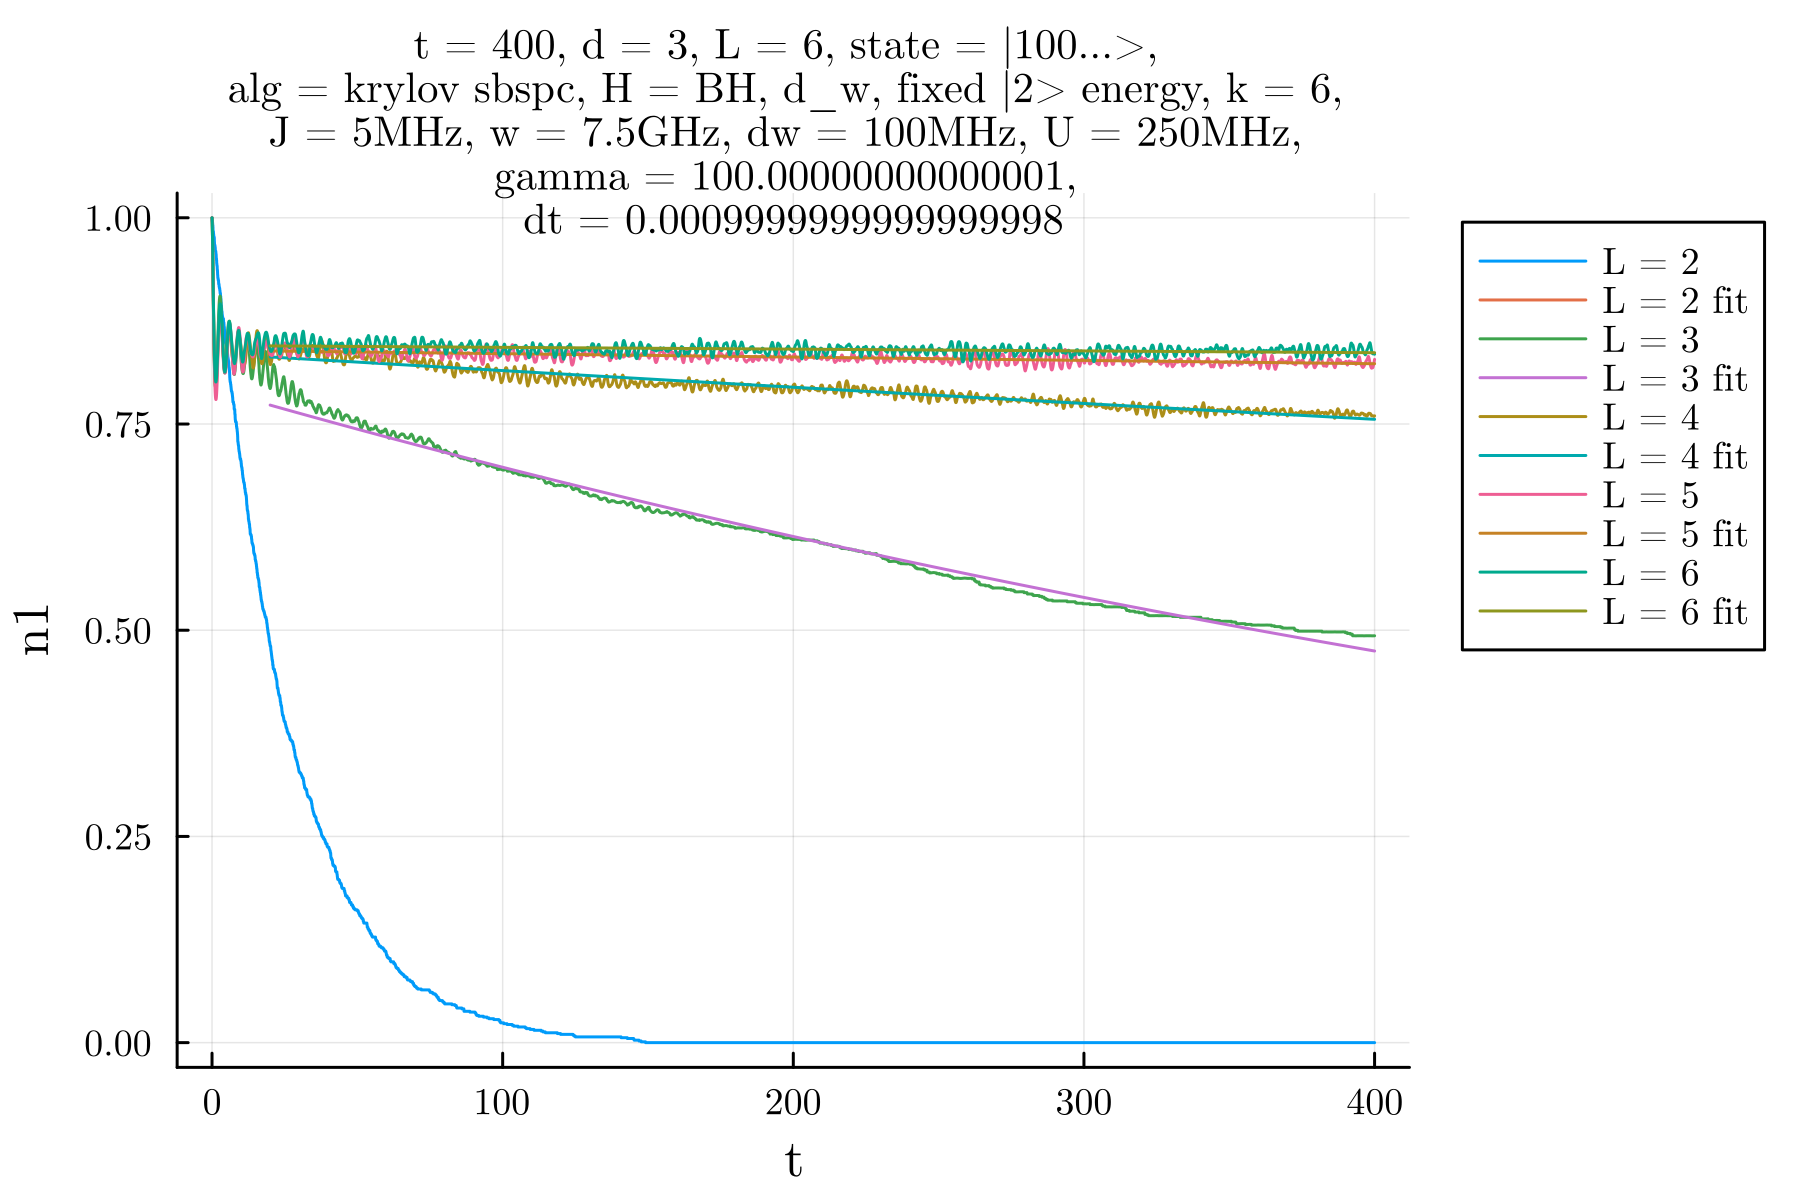 t = 400, d = 3, L = 6, state = |100...>,
alg = krylov sbspc, H = BH, d_w, fixed |2> energy, k = 6,
J = 5MHz, w = 7.5GHz, dw = 100MHz, U = 250MHz,
gamma = 100.00000000000001,
dt = 0.0009999999999999998
1.00
0.75
0.50
0.25
0.00
n1
0 100 200 300 400
t
L = 2
L = 2 fit
L = 3
L = 3 fit
L = 4
L = 4 fit
L = 5
L = 5 fit
L = 6
L = 6 fit